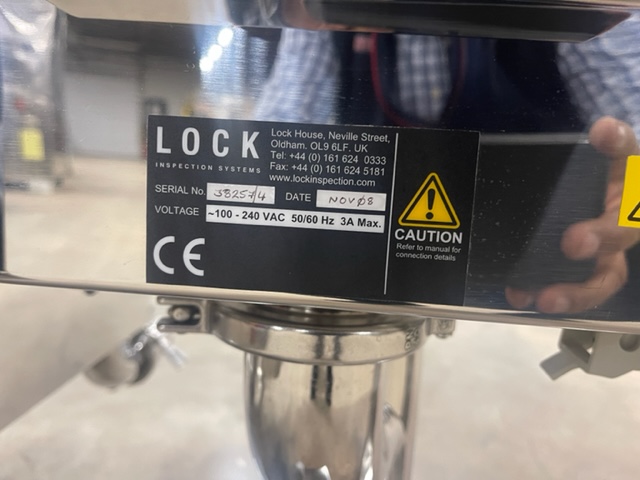 LOCK
INSPECTION SYSTEMS
Lock House, Neville Street,
Oldham. OL9 6LF. UK
Tel: +44 (0) 161 624 0333
Fax: +44 (0) 161 624 5181
www.lockinspection.com
SERIAL No. S8257/4 DATE NOV08
VOLTAGE ~100 - 240 VAC 50/60 Hz 3A Max.
CE
CAUTION
Refer to manual for
connection details